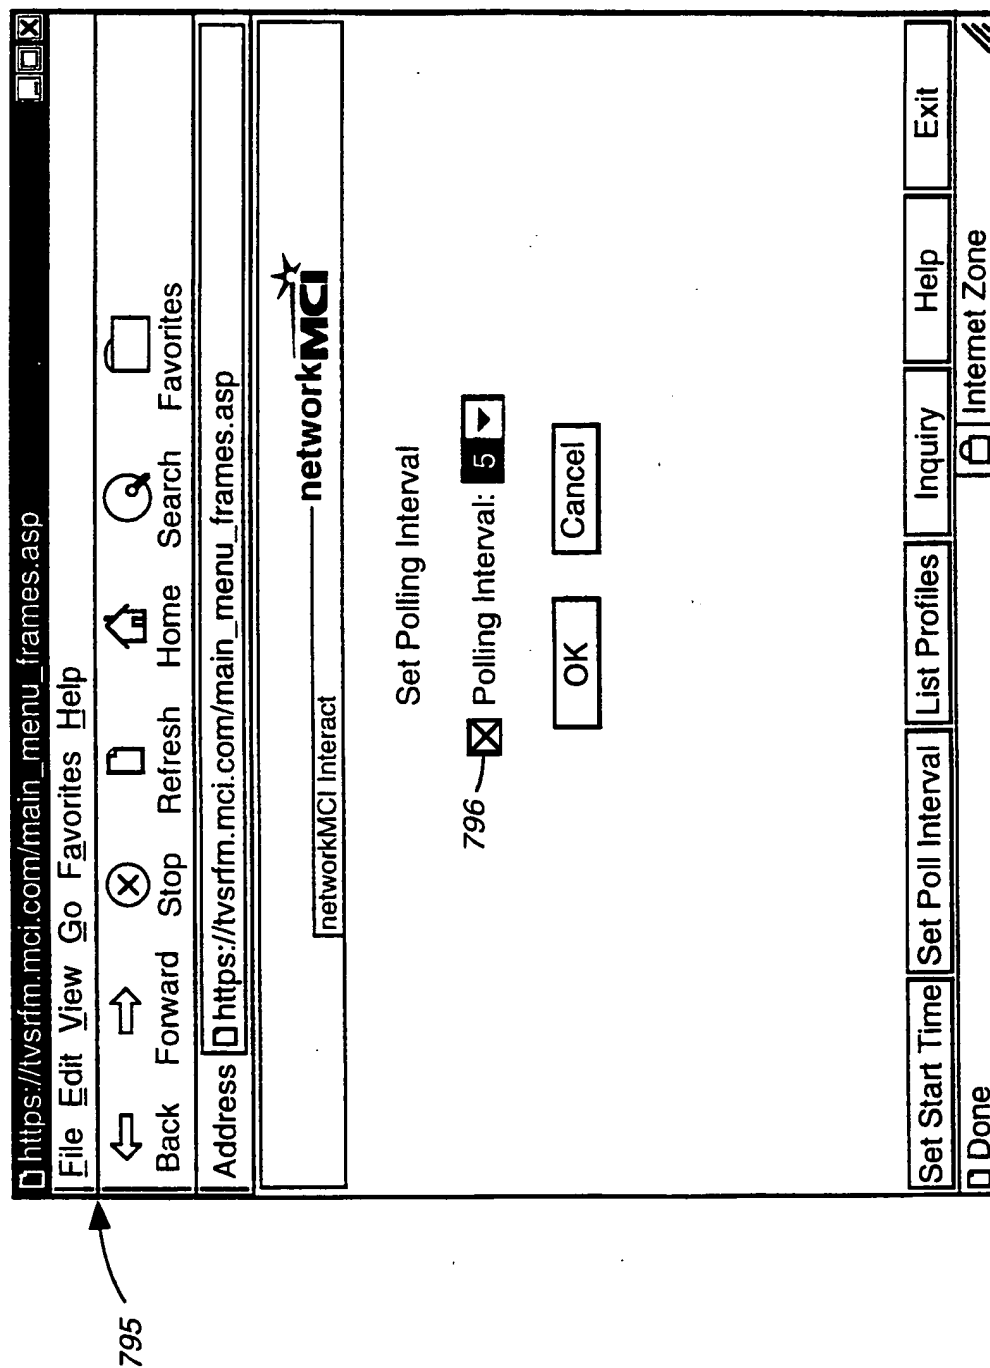 https://tvsrfm.mci.com/main_menu_frames.asp
File Edit View Go Favorites Help
Back Forward Stop Refresh Home Search Favorites
Address https://tvsrfm.mci.com/main_menu_frames.asp
networkMCI
networkMCI Interact
Set Polling Interval
796 Polling Interval: 5
OK Cancel
Set Start Time Set Poll Interval List Profiles Inquiry Help Exit
Done Internet Zone
795